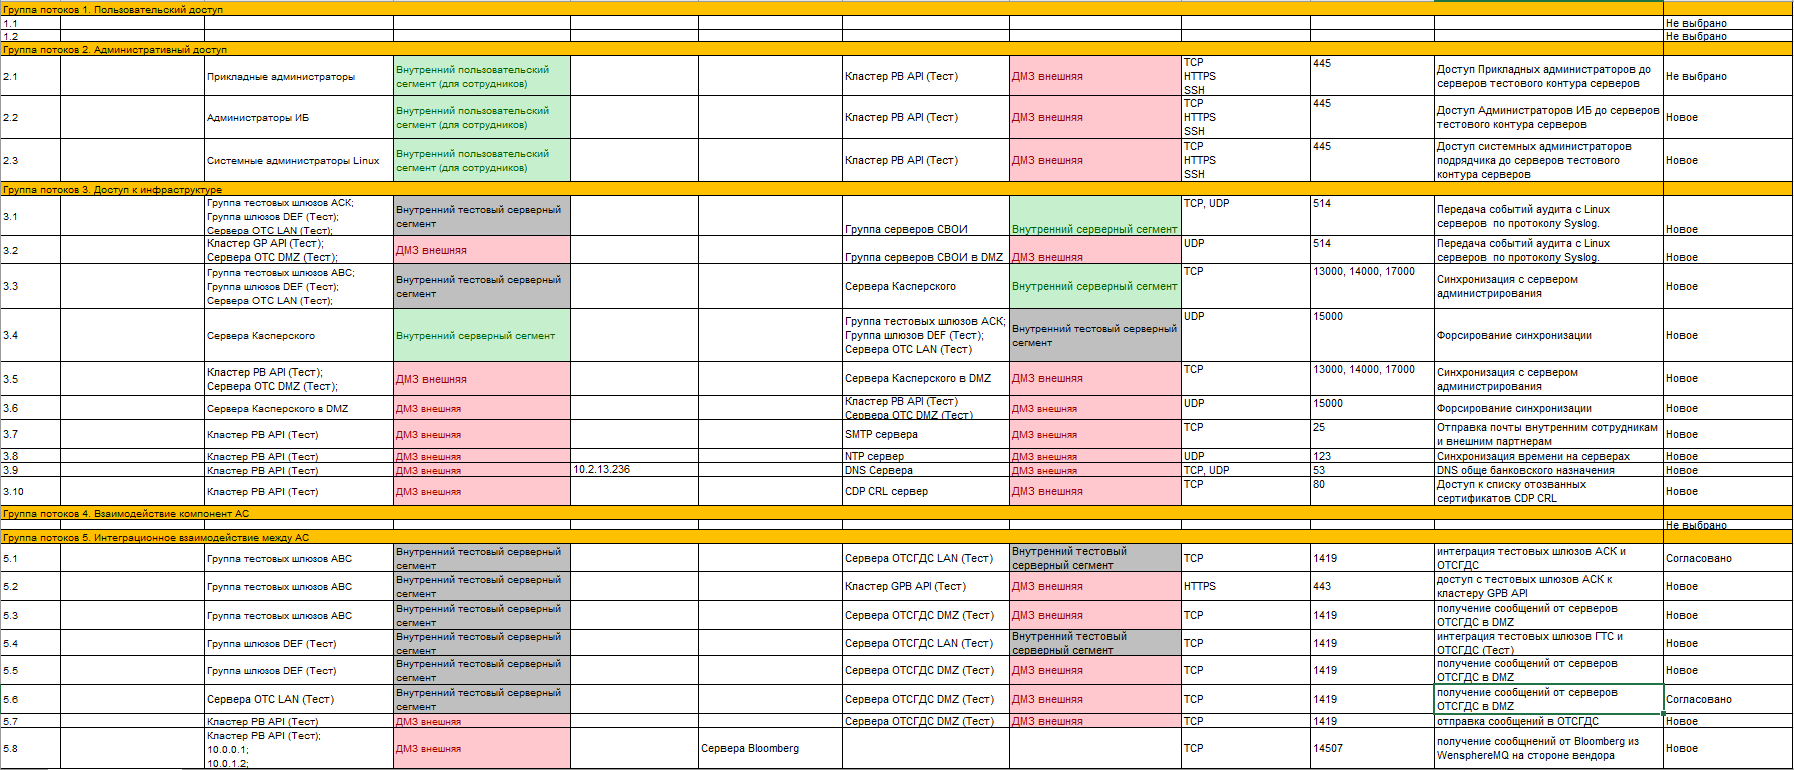 Группа потоков 1. Пользовательский доступ
1.1 Не выбрано
1.2 Не выбрано
Группа потоков 2. Административный доступ
2.1 Прикладные администраторы Внутренний пользовательский сегмент (для сотрудников) Кластер PB API (Тест) ДМЗ внешняя TCP HTTPS SSH 445 Доступ Прикладных администраторов до серверов тестового контура серверов Не выбрано
2.2 Администраторы ИБ Внутренний пользовательский сегмент (для сотрудников) Кластер PB API (Тест) ДМЗ внешняя TCP HTTPS SSH 445 Доступ Администраторов ИБ до серверов тестового контура серверов Новое
2.3 Системные администраторы Linux Внутренний пользовательский сегмент (для сотрудников) Кластер PB API (Тест) ДМЗ внешняя TCP HTTPS SSH 445 Доступ системных администраторов подрядчика до серверов тестового контура серверов Новое
Группа потоков 3. Доступ к инфраструктуре
3.1 Группа тестовых шлюзов АСК; Группа шлюзов DEF (Тест); Сервера ОТС LAN (Тест); Внутренний тестовый серверный сегмент Группа серверов СВОИ Внутренний серверный сегмент TCP, UDP 514 Передача событий аудита с Linux серверов по протоколу Syslog. Новое
3.2 Кластер GP API (Тест); Сервера ОТС DMZ (Тест); ДМЗ внешняя Группа серверов СВОИ в DMZ ДМЗ внешняя UDP 514 Передача событий аудита с Linux серверов по протоколу Syslog. Новое
3.3 Группа тестовых шлюзов ABC; Группа шлюзов DEF (Тест); Сервера ОТС LAN (Тест); Внутренний тестовый серверный сегмент Сервера Касперского Внутренний серверный сегмент TCP 13000, 14000, 17000 Синхронизация с сервером администрирования Новое
3.4 Сервера Касперского Внутренний серверный сегмент Группа тестовых шлюзов АСК; Группа шлюзов DEF (Тест); Сервера ОТС LAN (Тест) Внутренний тестовый серверный сегмент UDP 15000 Форсирование синхронизации Новое
3.5 Кластер PB API (Тест); Сервера ОТС DMZ (Тест); ДМЗ внешняя Сервера Касперского в DMZ ДМЗ внешняя TCP 13000, 14000, 17000 Синхронизация с сервером администрирования Новое
3.6 Сервера Касперского в DMZ ДМЗ внешняя Кластер PB API (Тест) Сервера ОТС DMZ (Тест) ДМЗ внешняя UDP 15000 Форсирование синхронизации Новое
3.7 Кластер PB API (Тест) ДМЗ внешняя SMTP сервера ДМЗ внешняя TCP 25 Отправка почты внутренним сотрудникам и внешним партнерам Новое
3.8 Кластер PB API (Тест) ДМЗ внешняя NTP сервер ДМЗ внешняя UDP 123 Синхронизация времени на серверах Новое
3.9 Кластер PB API (Тест) ДМЗ внешняя 10.2.13.236 DNS Сервера ДМЗ внешняя TCP, UDP 53 DNS обще банковского назначения Новое
3.10 Кластер PB API (Тест) ДМЗ внешняя CDP CRL сервер ДМЗ внешняя TCP 80 Доступ к списку отозванных сертификатов CDP CRL Новое
Группа потоков 4. Взаимодействие компонент АС
Не выбрано
Группа потоков 5. Интеграционное взаимодействие между АС
5.1 Группа тестовых шлюзов ABC Внутренний тестовый серверный сегмент Сервера ОТСГДС LAN (Тест) Внутренний тестовый серверный сегмент TCP 1419 интеграция тестовых шлюзов АСК и ОТСГДС Согласовано
5.2 Группа тестовых шлюзов ABC Внутренний тестовый серверный сегмент Кластер GPB API (Тест) ДМЗ внешняя HTTPS 443 доступ с тестовых шлюзов АСК к кластеру GPB API Новое
5.3 Группа тестовых шлюзов ABC Внутренний тестовый серверный сегмент Сервера ОТСГДС DMZ (Тест) ДМЗ внешняя TCP 1419 получение сообщений от серверов ОТСГДС в DMZ Новое
5.4 Группа шлюзов DEF (Тест) Внутренний тестовый серверный сегмент Сервера ОТСГДС LAN (Тест) Внутренний тестовый серверный сегмент TCP 1419 интеграция тестовых шлюзов ГТС и ОТСГДС (Тест) Новое
5.5 Группа шлюзов DEF (Тест) Внутренний тестовый серверный сегмент Сервера ОТСГДС DMZ (Тест) ДМЗ внешняя TCP 1419 получение сообщений от серверов ОТСГДС в DMZ Новое
5.6 Сервера ОТС LAN (Тест) Внутренний тестовый серверный сегмент Сервера ОТСГДС DMZ (Тест) ДМЗ внешняя TCP 1419 получение сообщений от серверов ОТСГДС в DMZ Согласовано
5.7 Кластер PB API (Тест) ДМЗ внешняя Сервера ОТСГДС DMZ (Тест) ДМЗ внешняя TCP 1419 отправка сообщений в ОТСГДС Новое
5.8 Кластер PB API (Тест); 10.0.0.1; 10.0.1.2; ДМЗ внешняя Сервера Bloomberg TCP 14507 получение сообщнений от Bloomberg из WensphereMQ на стороне вендора Новое